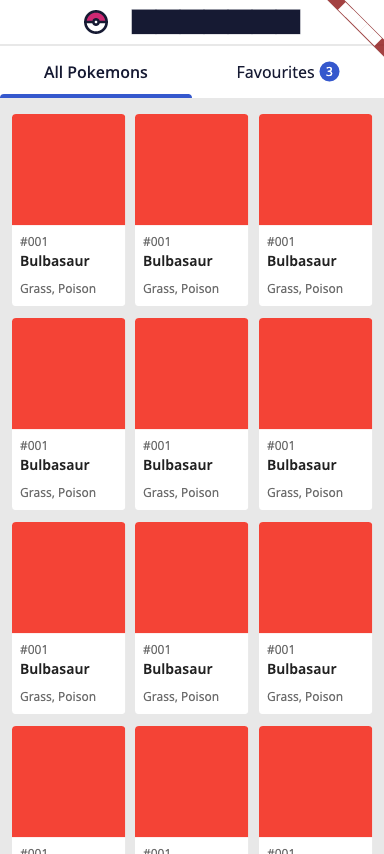 All Pokemons
Favourites 3
#001 #001 #001
Bulbasaur Bulbasaur Bulbasaur
Grass, Poison Grass, Poison Grass, Poison
#001 #001 #001
Bulbasaur Bulbasaur Bulbasaur
Grass, Poison Grass, Poison Grass, Poison
#001 #001 #001
Bulbasaur Bulbasaur Bulbasaur
Grass, Poison Grass, Poison Grass, Poison
#001 #001 #001